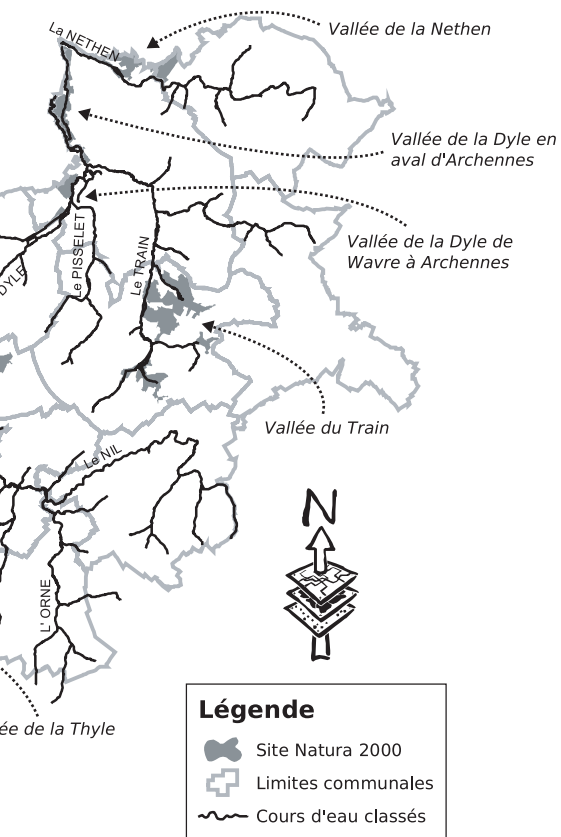 La NETHEN
Vallée de la Nethen
Vallée de la Dyle en
aval d'Archennes
Vallée de la Dyle de
Wavre à Archennes
Le PISSELET
Le TRAIN
DYLE
Vallée du Train
Le NIL
N
L' ORNE
ée de la Thyle
Légende
Site Natura 2000
Limites communales
Cours d'eau classés